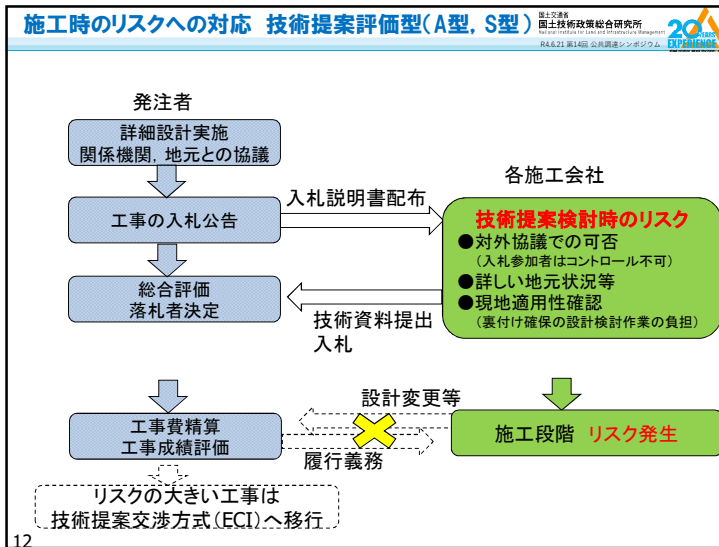 施工時のリスクへの対応 技術提案評価型(A型, S型)
国土交通省
国土技術政策総合研究所
National Institute for Land and Infrastructure Management
R4.6.21 第14回 公共調達シンポジウム
20 YEARS
EXPERIENCE
発注者
詳細設計実施
関係機関, 地元との協議
工事の入札公告
入札説明書配布
各施工会社
技術提案検討時のリスク
●対外協議での可否
(入札参加者はコントロール不可)
●詳しい地元状況等
●現地適用性確認
(裏付け確保の設計検討作業の負担)
総合評価
落札者決定
技術資料提出
入札
設計変更等
工事費精算
工事成績評価
履行義務
施工段階 リスク発生
リスクの大きい工事は
技術提案交渉方式(ECI)へ移行
12